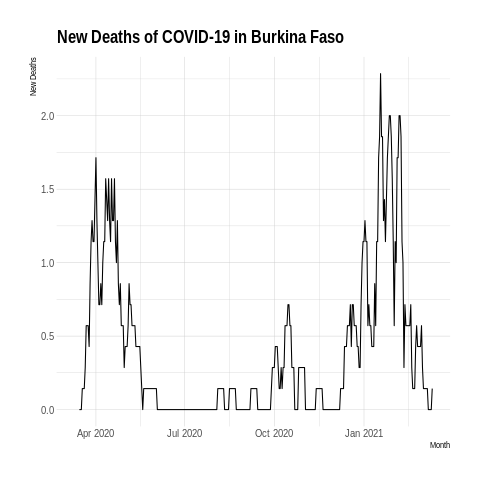 New Deaths of COVID-19 in Burkina Faso
New Deaths
2.0
1.5
1.0
0.5
0.0
Apr 2020 Jul 2020 Oct 2020 Jan 2021
Month